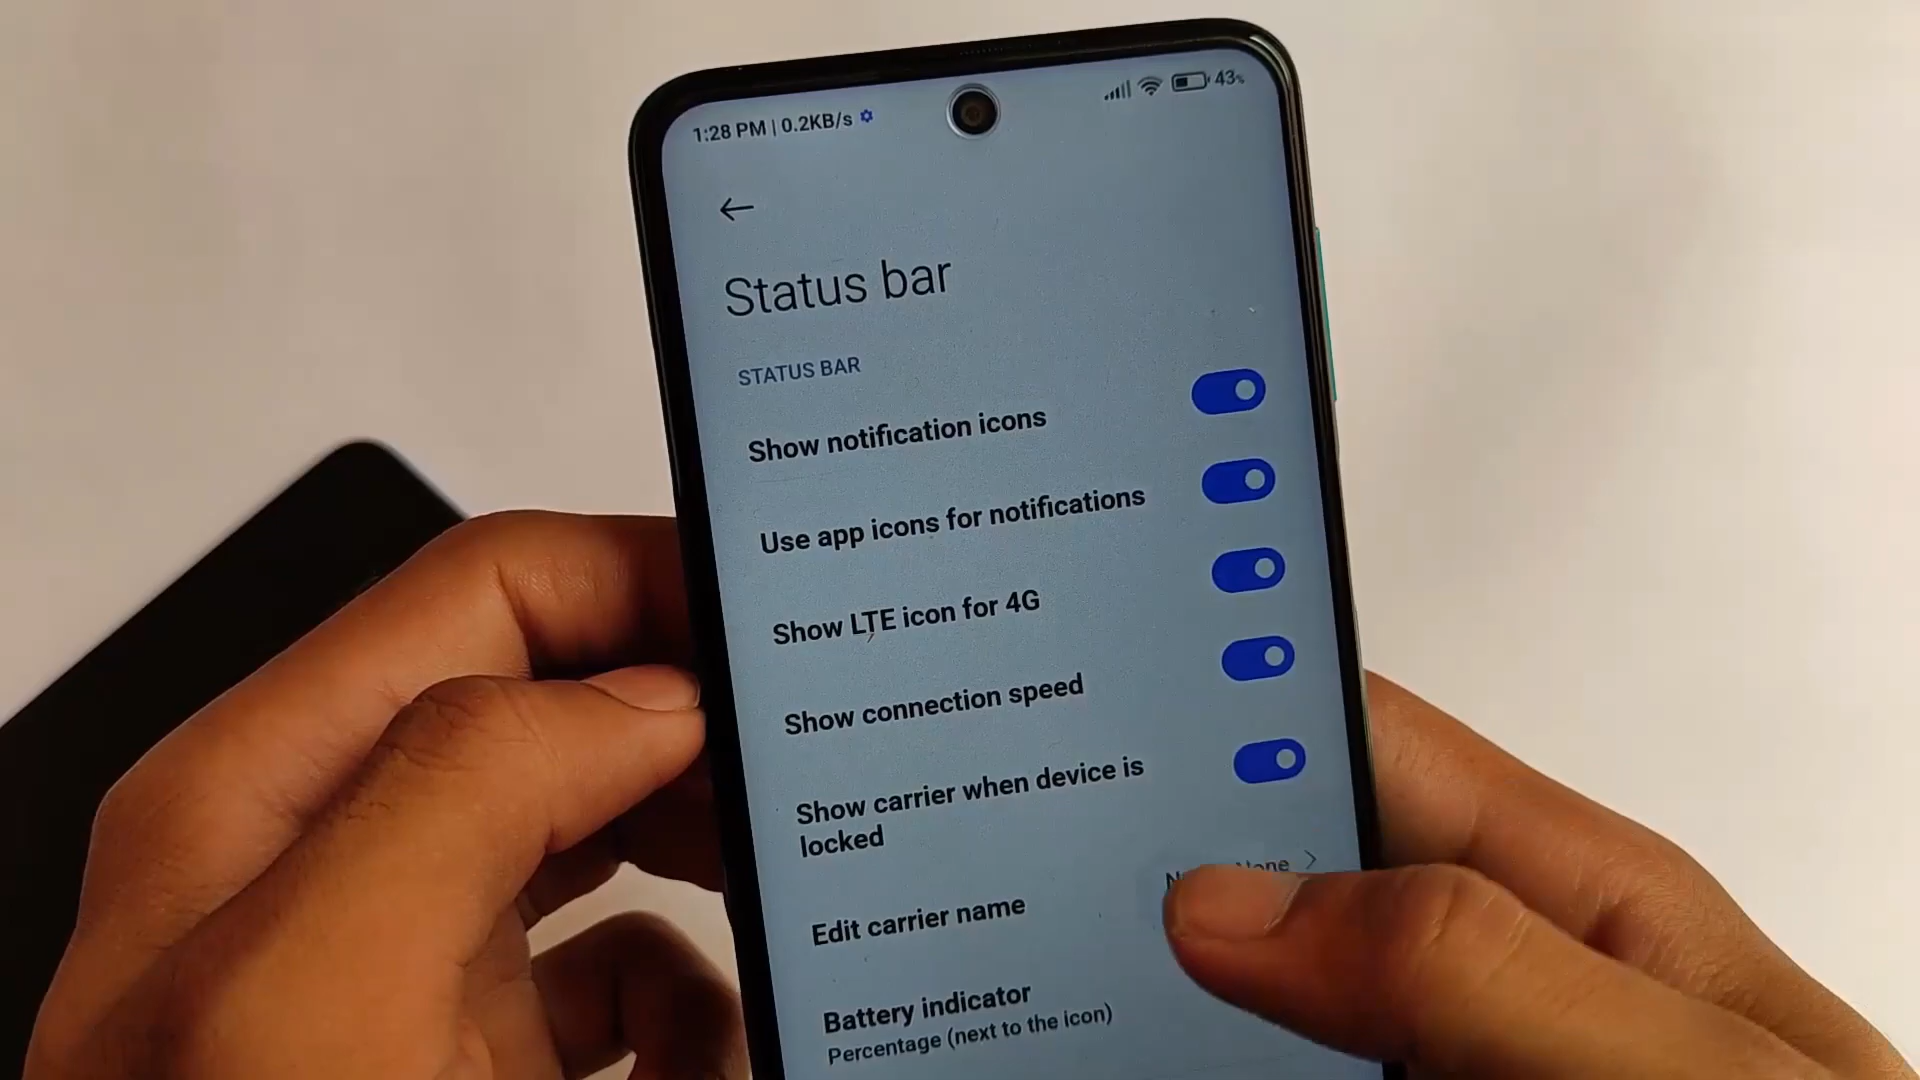 1:28 PM | 0.2KB/s 43%
Status bar
STATUS BAR
Show notification icons
Use app icons for notifications
Show LTE icon for 4G
Show connection speed
Show carrier when device is
locked
Edit carrier name
Battery indicator
Percentage (next to the icon)